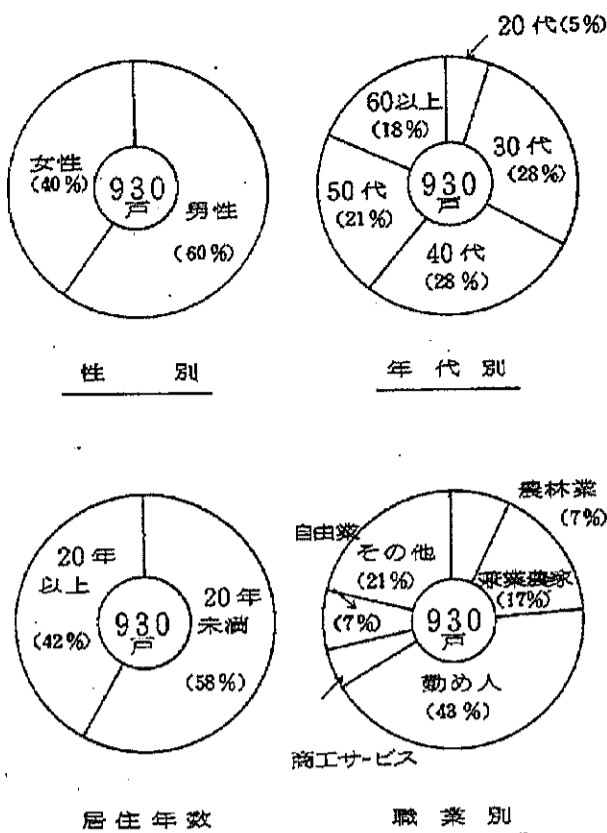 20代(5%)
60以上
(18%)
30代
(28%)
女性
(40%)
930
戸
男性
(60%)
50代
(21%)
930
戸
40代
(28%)
性 別
年代別
農林業
(7%)
自由業
その他
(21%)
20年
以上
(42%)
930
戸
20年
未満
(58%)
兼業農家
(17%)
(7%)
930
戸
勤め人
(43%)
商工サービス
居住年数
職業別